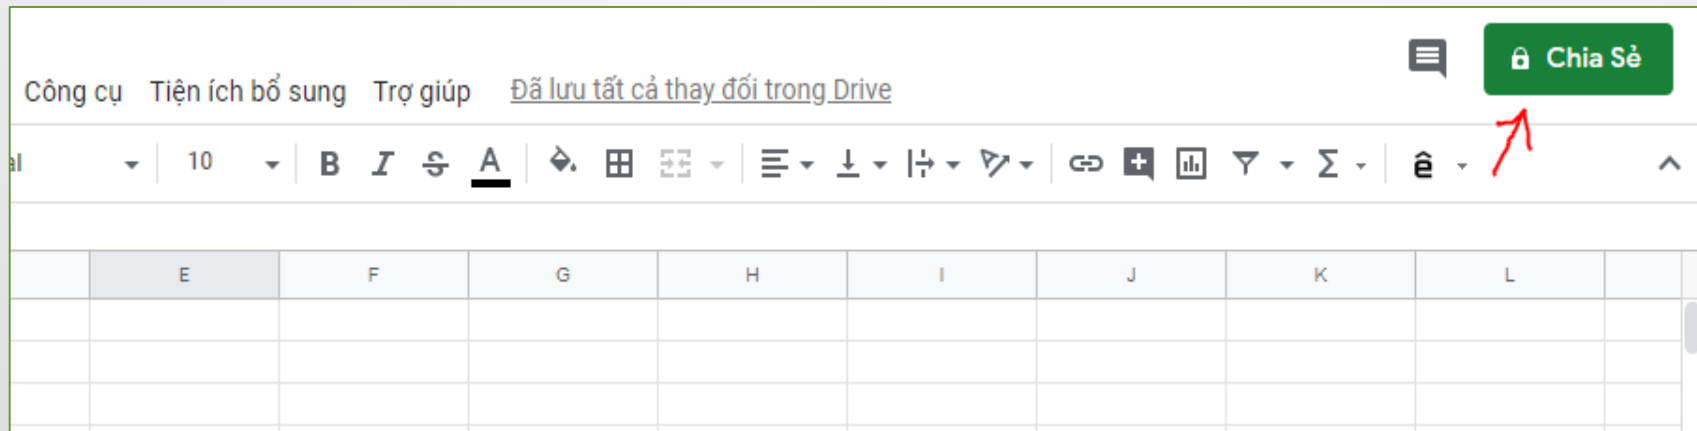 Chia Sẻ
Công cụ Tiện ích bổ sung Trợ giúp Đã lưu tất cả thay đổi trong Drive
al 10 B I S A Σ ê
E F G H I J K L